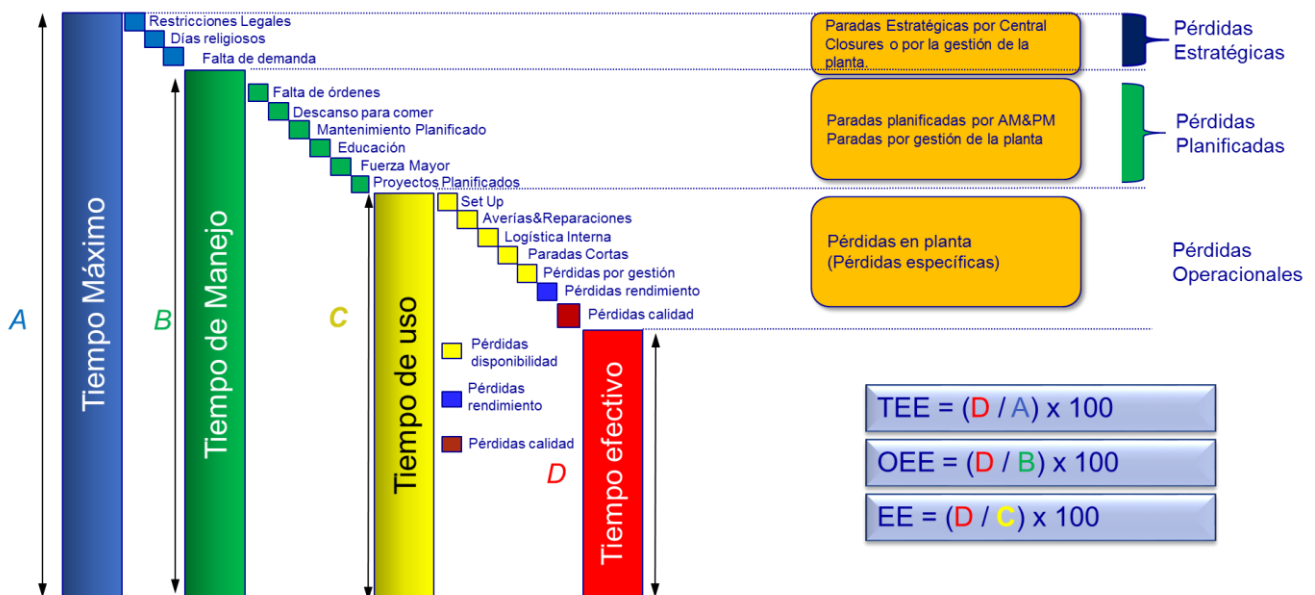 Restricciones Legales
Días religiosos
Falta de demanda
Falta de órdenes
Descanso para comer
Mantenimiento Planificado
Educación
Fuerza Mayor
Proyectos Planificados
Set Up
Averías&Reparaciones
Logística Interna
Paradas Cortas
Pérdidas por gestión
Pérdidas rendimiento
Pérdidas calidad
A
Tiempo Máximo
B
Tiempo de Manejo
C
Tiempo de uso
Pérdidas
disponibilidad
Pérdidas
rendimiento
Pérdidas calidad
D
Tiempo efectivo
Paradas Estratégicas por Central
Closures o por la gestión de la
planta.
Pérdidas
Estratégicas
Paradas planificadas por AM&PM
Paradas por gestión de la planta
Pérdidas
Planificadas
Pérdidas en planta
(Pérdidas específicas)
Pérdidas
Operacionales
TEE = (D / A) x 100
OEE = (D / B) x 100
EE = (D / C) x 100